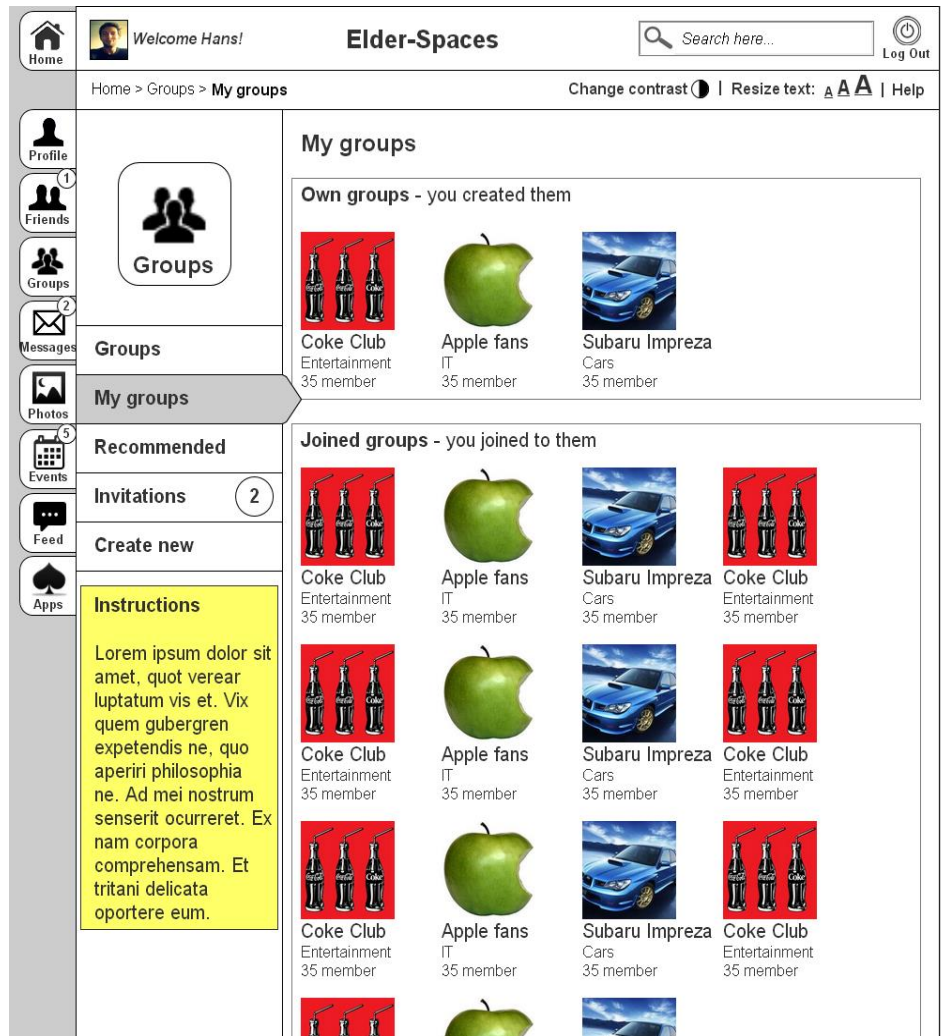 Home
Welcome Hans!
Elder-Spaces
Search here...
Log Out
Home > Groups > My groups
Change contrast | Resize text: A A A | Help
Profile
1
Friends
Groups
2
Messages
Photos
5
Events
Feed
Apps
Groups
Groups
My groups
Recommended
Invitations 2
Create new
Instructions
Lorem ipsum dolor sit
amet, quot verear
luptatum vis et. Vix
quem gubergren
expetendis ne, quo
aperiri philosophia
ne. Ad mei nostrum
senserit ocurreret. Ex
nam corpora
comprehensam. Et
tritani delicata
oportere eum.
My groups
Own groups - you created them
Coke Club Apple fans Subaru Impreza
Entertainment IT Cars
35 member 35 member 35 member
Joined groups - you joined to them
Coke Club Apple fans Subaru Impreza Coke Club
Entertainment IT Cars Entertainment
35 member 35 member 35 member 35 member
Coke Club Apple fans Subaru Impreza Coke Club
Entertainment IT Cars Entertainment
35 member 35 member 35 member 35 member
Coke Club Apple fans Subaru Impreza Coke Club
Entertainment IT Cars Entertainment
35 member 35 member 35 member 35 member